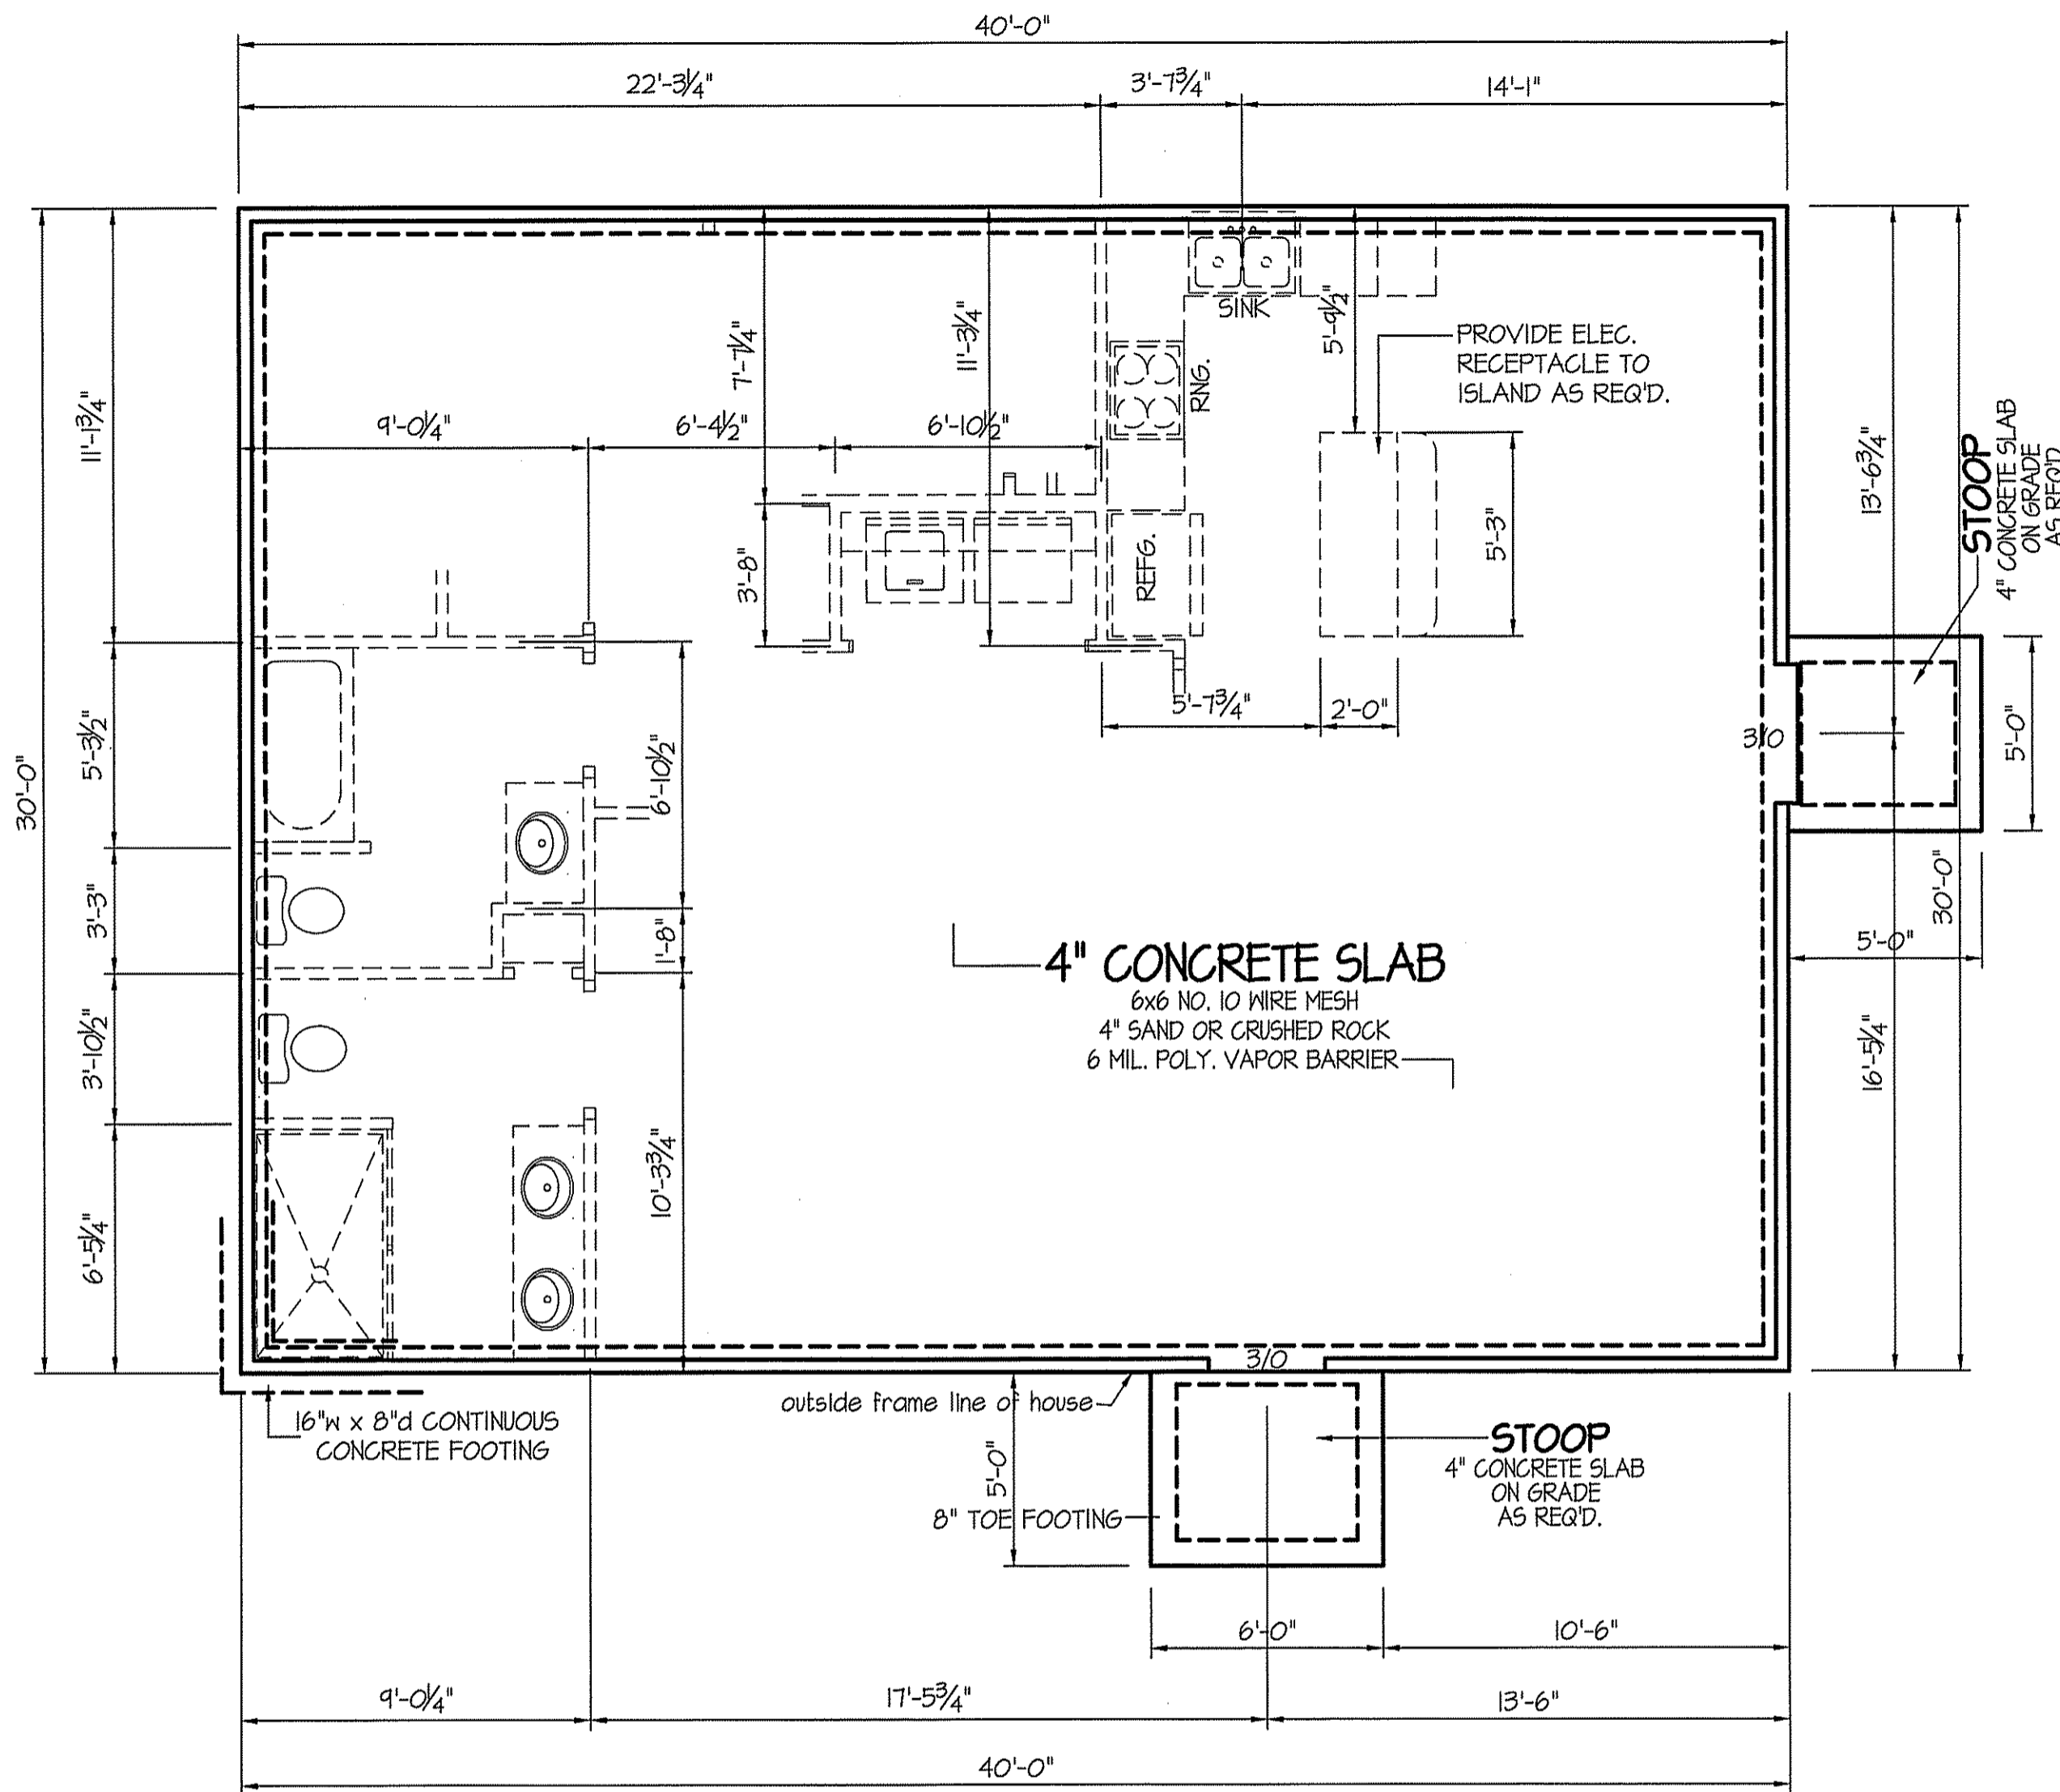 40'-0"
22'-3¼"
3'-7¾"
14'-1"
30'-0"
11'-1¾"
5'-3½"
3'-3"
3'-10½"
6'-5¼"
9'-0¼"
6'-4½"
6'-10½"
7'-7¼"
3'-8"
11'-3¼"
5'-9½"
SINK
RNG.
REFG.
PROVIDE ELEC.
RECEPTACLE TO
ISLAND AS REQ'D.
5'-3"
5'-7¾"
2'-0"
6'-10½"
1'-8"
10'-3¾"
13'-6¾"
STOOP
4" CONCRETE SLAB
ON GRADE
AS REQ'D
3/0
5'-0"
30'-0"
5'-0"
16'-5¼"
4" CONCRETE SLAB
6x6 NO. 10 WIRE MESH
4" SAND OR CRUSHED ROCK
6 MIL. POLY. VAPOR BARRIER
3/0
outside frame line of house
16"w x 8"d CONTINUOUS
CONCRETE FOOTING
5'-0"
8" TOE FOOTING
STOOP
4" CONCRETE SLAB
ON GRADE
AS REQ'D.
6'-0"
10'-6"
9'-0¼"
17'-5¾"
13'-6"
40'-0"